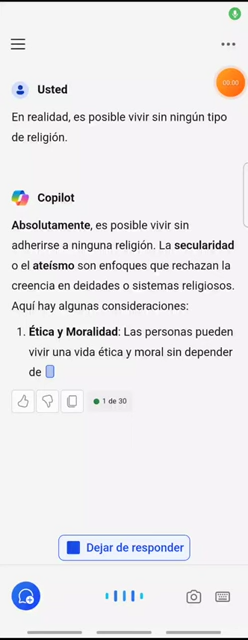 00:00
Usted
En realidad, es posible vivir sin ningún tipo
de religión.
Copilot
Absolutamente, es posible vivir sin
adherirse a ninguna religión. La secularidad
o el ateísmo son enfoques que rechazan la
creencia en deidades o sistemas religiosos.
Aquí hay algunas consideraciones:
1. Ética y Moralidad: Las personas pueden
vivir una vida ética y moral sin depender
de
1 de 30
Dejar de responder